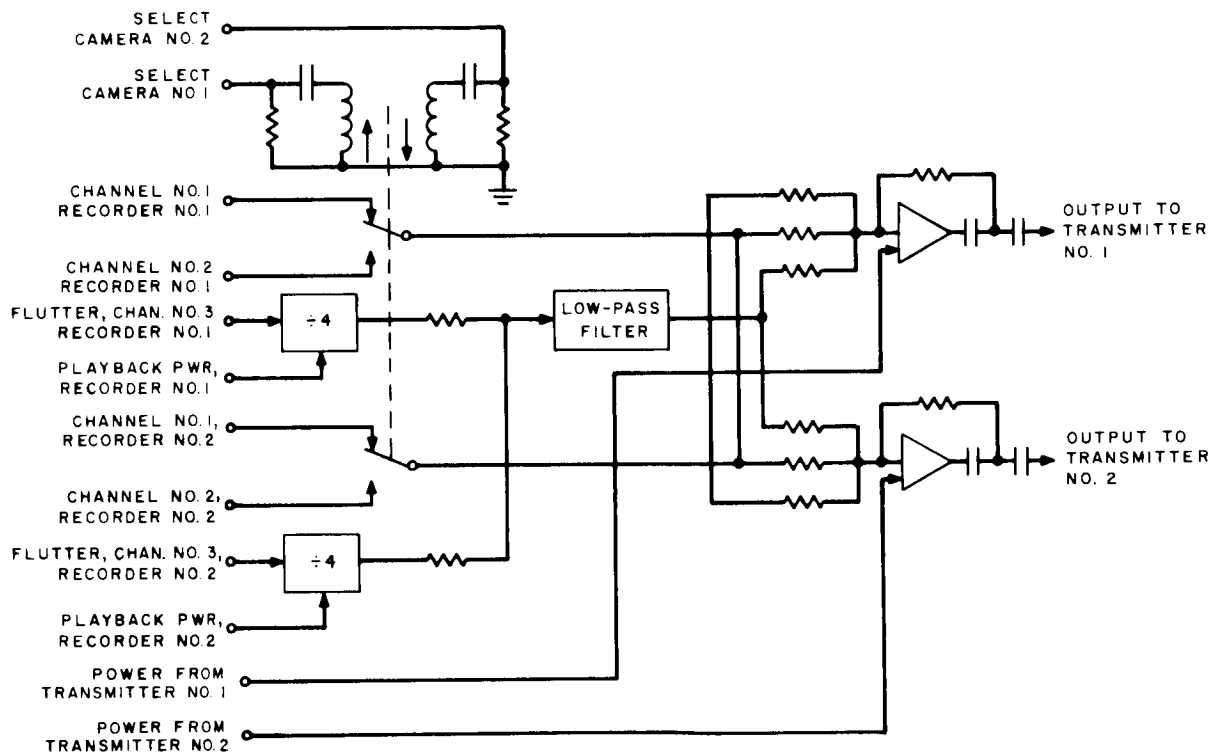 SELECT
CAMERA NO.2
SELECT
CAMERA NO.1
CHANNEL NO.1
RECORDER NO.1
CHANNEL NO.2
RECORDER NO.1
FLUTTER, CHAN. NO.3
RECORDER NO.1
÷4
LOW-PASS
FILTER
PLAYBACK PWR,
RECORDER NO.1
CHANNEL NO.1,
RECORDER NO.2
CHANNEL NO.2,
RECORDER NO.2
FLUTTER, CHAN. NO.3,
RECORDER NO.2
÷4
PLAYBACK PWR,
RECORDER NO.2
POWER FROM
TRANSMITTER NO.1
POWER FROM
TRANSMITTER NO.2
OUTPUT TO
TRANSMITTER
NO.1
OUTPUT TO
TRANSMITTER
NO.2